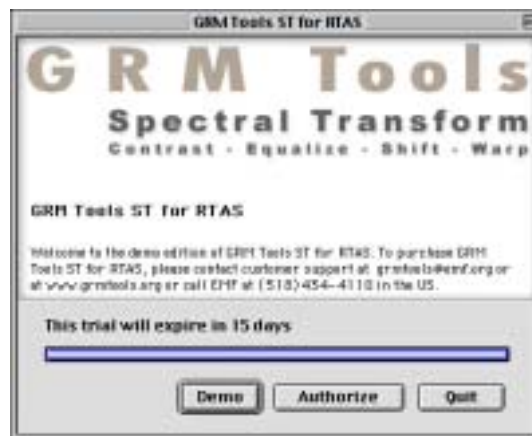 GRM Tools ST for RTAS
GRM Tools
Spectral Transform
Contrast - Equalize - Shift - Warp
GRM Tools ST for RTAS
Welcome to the demo edition of GRM Tools ST for RTAS. To purchase GRM
Tools ST for RTAS, please contact customer support at grmtools@emf.org or
at www.grmtools.org or call EMF at (518)434-4110 in the US.
This trial will expire in 15 days
Demo
Authorize
Quit